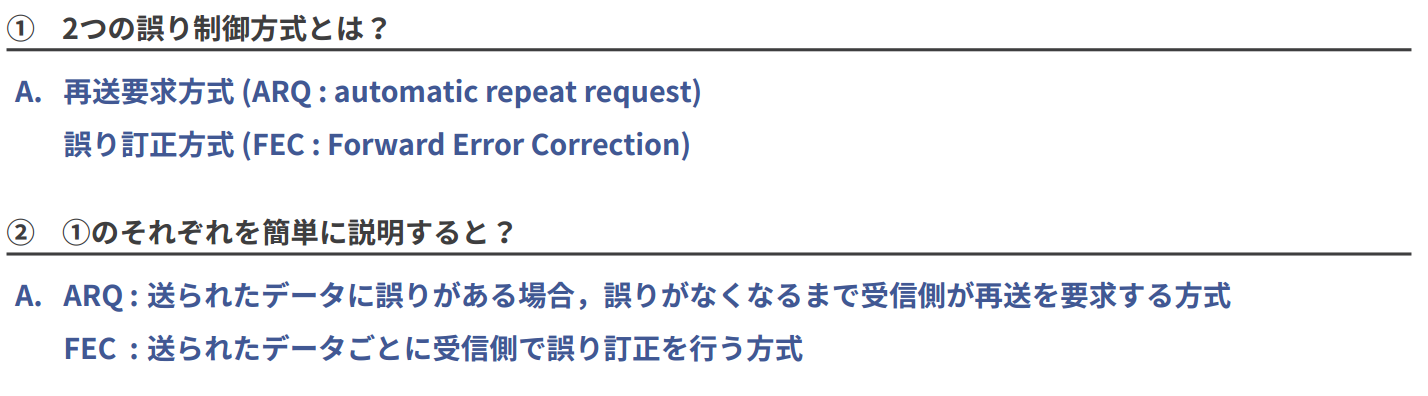 ① 2つの誤り制御方式とは？
A. 再送要求方式 (ARQ : automatic repeat request)
誤り訂正方式 (FEC : Forward Error Correction)
② ①のそれぞれを簡単に説明すると？
A. ARQ : 送られたデータに誤りがある場合，誤りがなくなるまで受信側が再送を要求する方式
FEC : 送られたデータごとに受信側で誤り訂正を行う方式